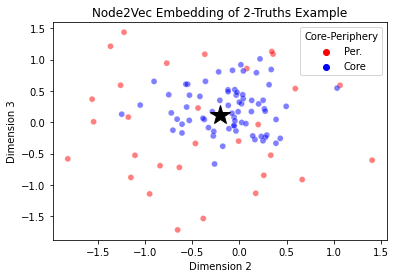 Node2Vec Embedding of 2-Truths Example
Core-Periphery
Per.
Core
Dimension 3
1.5
1.0
0.5
0.0
−0.5
−1.0
−1.5
−1.5 −1.0 −0.5 0.0 0.5 1.0 1.5
Dimension 2